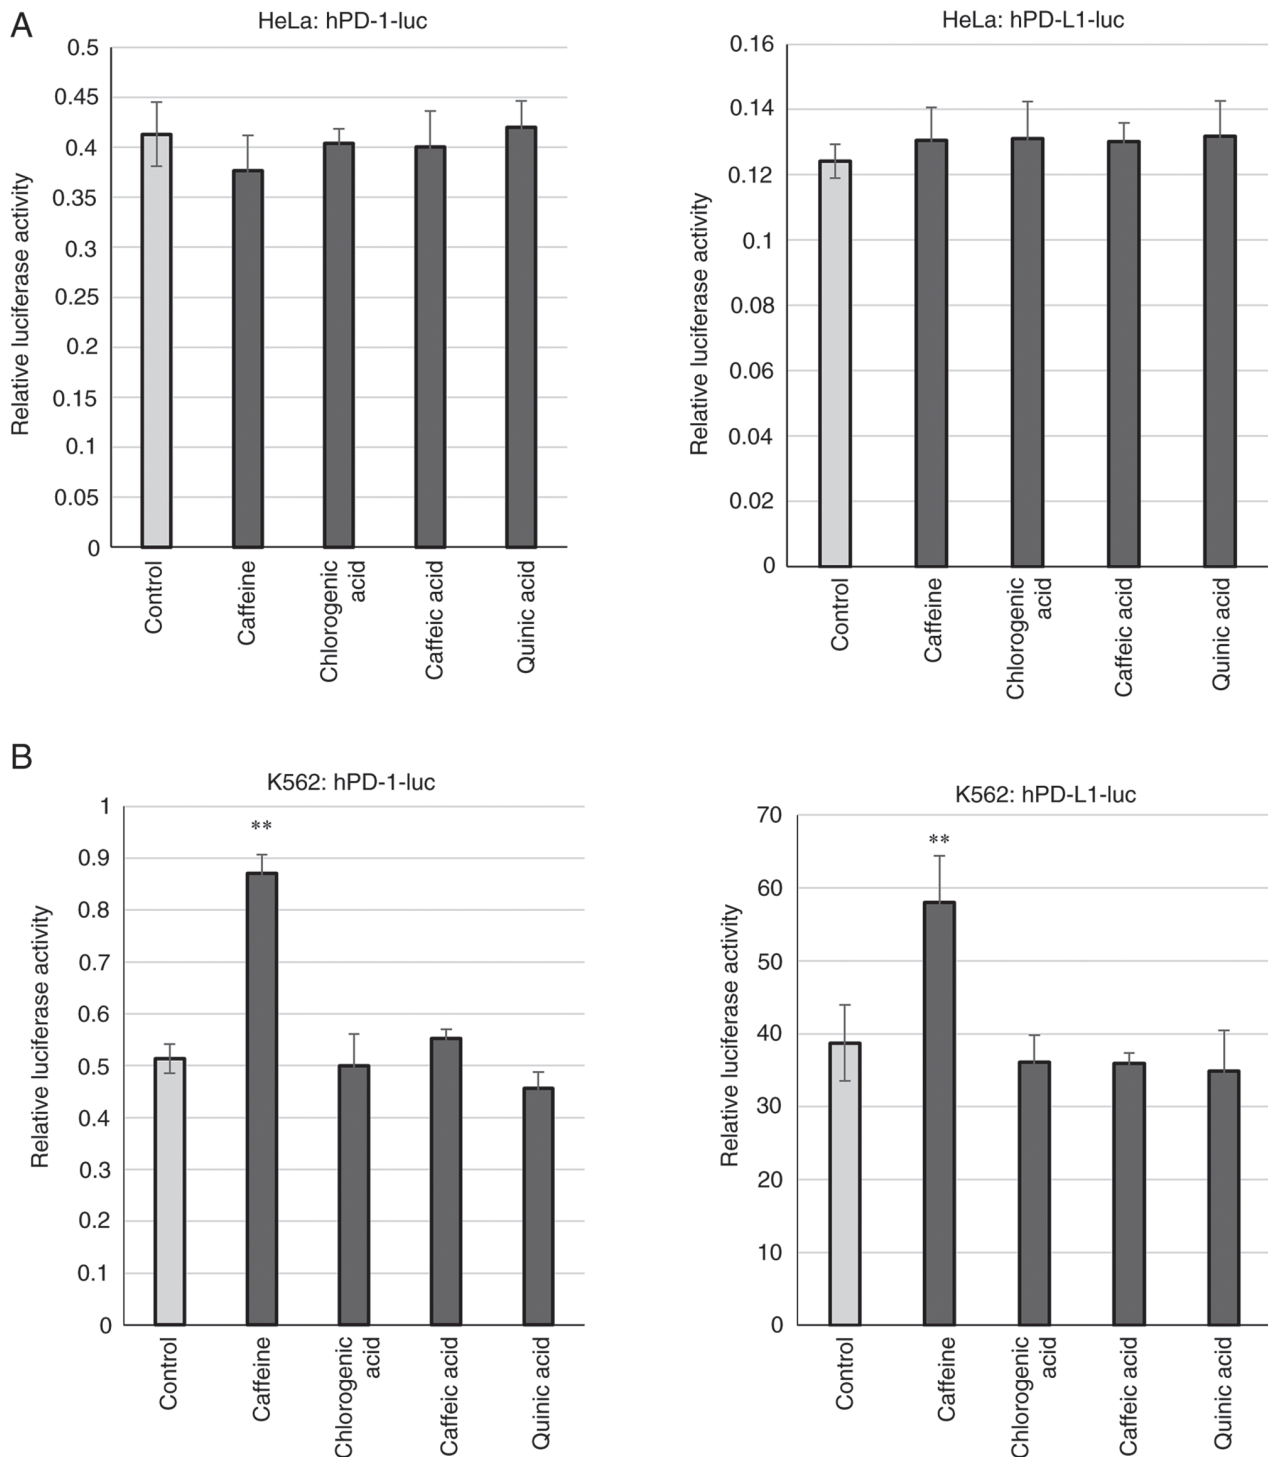 A
HeLa: hPD-1-luc
Relative luciferase activity
0.5
0.45
0.4
0.35
0.3
0.25
0.2
0.15
0.1
0.05
0
Control
Caffeine
Chlorogenic
acid
Caffeic acid
Quinic acid
HeLa: hPD-L1-luc
Relative luciferase activity
0.16
0.14
0.12
0.1
0.08
0.06
0.04
0.02
0
Control
Caffeine
Chlorogenic
acid
Caffeic acid
Quinic acid
B
K562: hPD-1-luc
Relative luciferase activity
1
0.9
0.8
0.7
0.6
0.5
0.4
0.3
0.2
0.1
0
**
Control
Caffeine
Chlorogenic
acid
Caffeic acid
Quinic acid
K562: hPD-L1-luc
Relative luciferase activity
70
60
50
40
30
20
10
0
**
Control
Caffeine
Chlorogenic
acid
Caffeic acid
Quinic acid